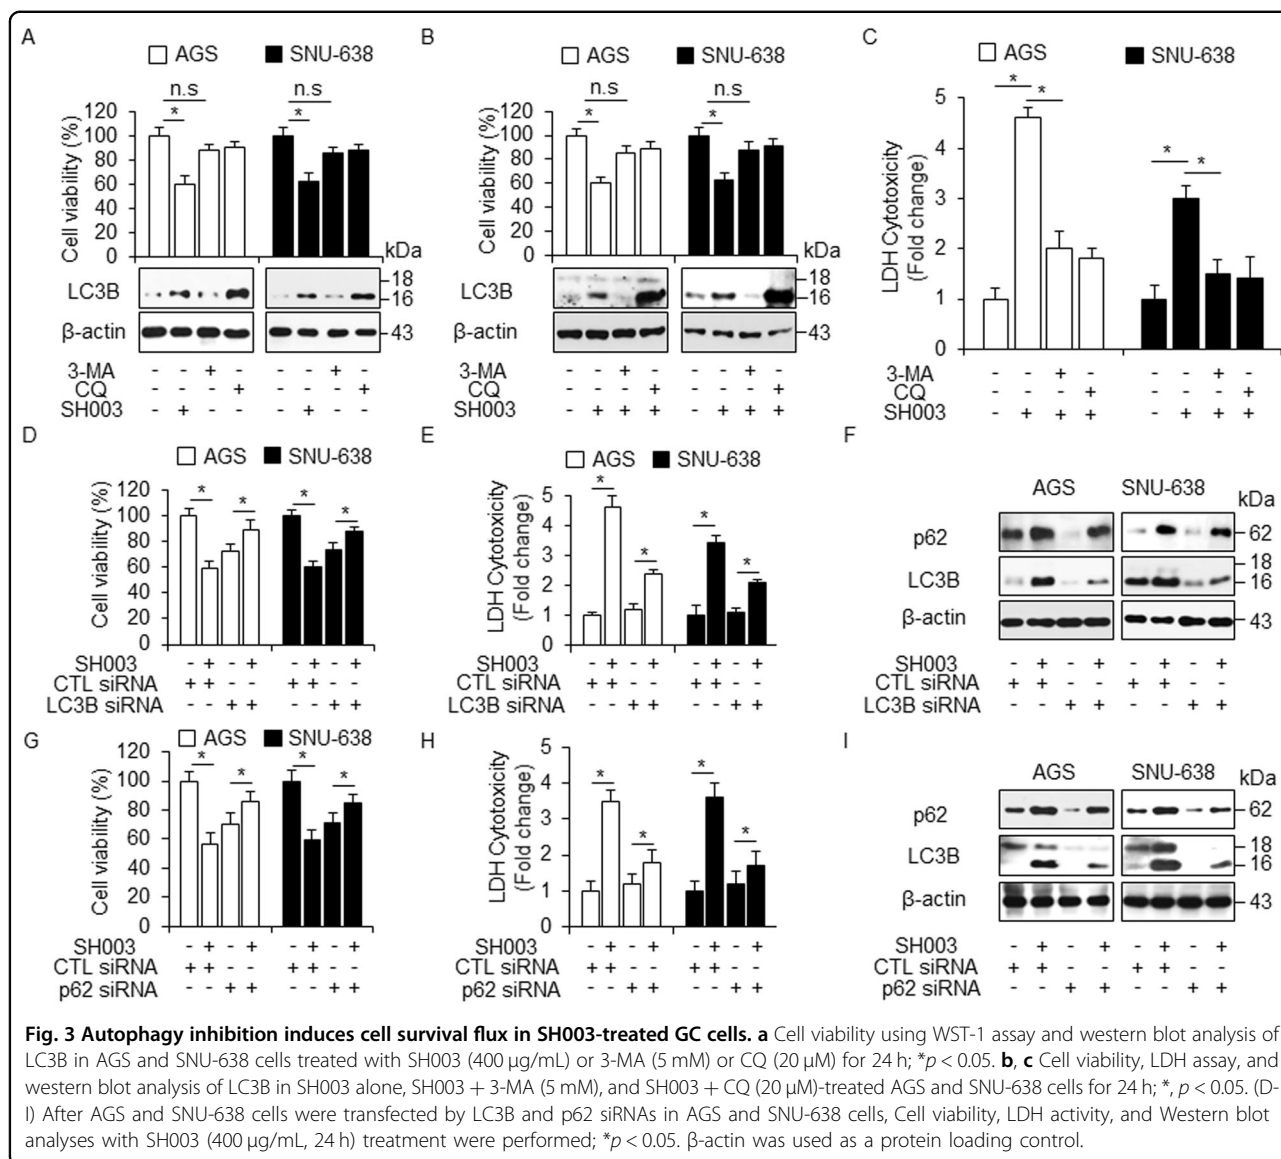 A
AGS SNU-638
n.s n.s
* *
Cell viability (%)
120
100
80
60
40
20
0
kDa
LC3B
18
16
β-actin
43
3-MA - - + - - - + -
CQ - - - + - - - +
SH003 - + - - - + - -
B
AGS SNU-638
n.s n.s
* *
Cell viability (%)
120
100
80
60
40
20
0
kDa
LC3B
18
16
β-actin
43
3-MA - - + - - - + -
CQ - - - + - - - +
SH003 - + + + - + + +
C
AGS SNU-638
* *
* *
LDH Cytotoxicity
(Fold change)
5
4
3
2
1
0
3-MA - - + - - - + -
CQ - - - + - - - +
SH003 - + + + - + + +
D
AGS SNU-638
* * * *
Cell viability (%)
120
100
80
60
40
20
0
SH003 - + - + - + - +
CTL siRNA + + - - + + - -
LC3B siRNA - - + + - - + +
E
AGS SNU-638
* * * *
LDH Cytotoxicity
(Fold change)
5
4
3
2
1
0
SH003 - + - + - + - +
CTL siRNA + + - - + + - -
LC3B siRNA - - + + - - + +
F
AGS SNU-638
kDa
p62
62
LC3B
18
16
β-actin
43
SH003 - + - + - + - +
CTL siRNA + + - - + + - -
LC3B siRNA - - + + - - + +
G
AGS SNU-638
* * * *
Cell viability (%)
120
100
80
60
40
20
0
SH003 - + - + - + - +
CTL siRNA + + - - + + - -
p62 siRNA - - + + - - + +
H
* * * *
LDH Cytotoxicity
(Fold change)
5
4
2
1
0
SH003 - + - + - + - +
CTL siRNA + + - - + + - -
p62 siRNA - - + + - - + +
I
AGS SNU-638
kDa
p62
62
LC3B
18
16
β-actin
43
SH003 - + - + - + - +
CTL siRNA + + - - + + - -
p62 siRNA - - + + - - + +
Fig. 3 Autophagy inhibition induces cell survival flux in SH003-treated GC cells. a Cell viability using WST-1 assay and western blot analysis of
LC3B in AGS and SNU-638 cells treated with SH003 (400 μg/mL) or 3-MA (5 mM) or CQ (20 μM) for 24 h; *p < 0.05. b, c Cell viability, LDH assay, and
western blot analysis of LC3B in SH003 alone, SH003 + 3-MA (5 mM), and SH003 + CQ (20 μM)-treated AGS and SNU-638 cells for 24 h; *, p < 0.05. (D-
I) After AGS and SNU-638 cells were transfected by LC3B and p62 siRNAs in AGS and SNU-638 cells, Cell viability, LDH activity, and Western blot
analyses with SH003 (400 μg/mL, 24 h) treatment were performed; *p < 0.05. β-actin was used as a protein loading control.